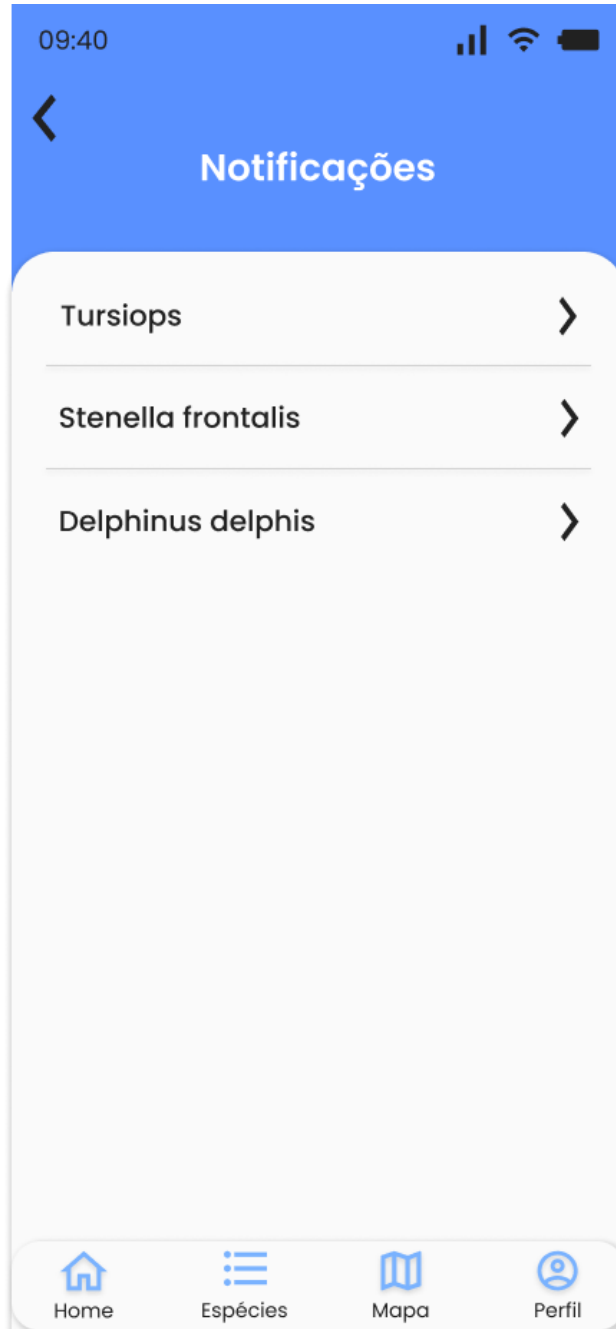 09:40
Notificações
Tursiops
Stenella frontalis
Delphinus delphis
Home Espécies Mapa Perfil